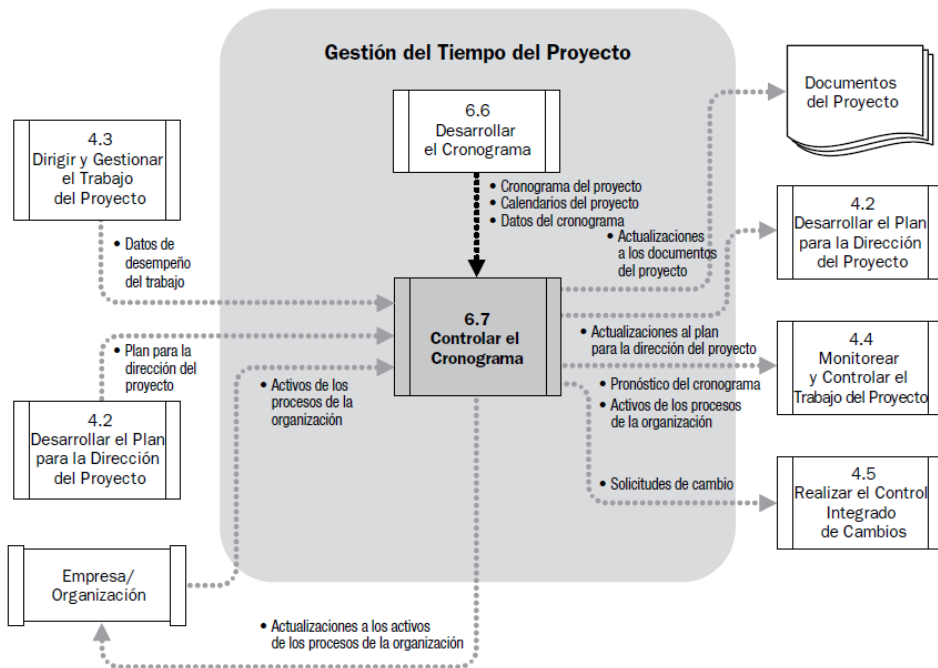 Gestión del Tiempo del Proyecto
Documentos
del Proyecto
6.6
Desarrollar
el Cronograma
4.3
Dirigir y Gestionar
el Trabajo
del Proyecto
• Cronograma del proyecto
• Calendarios del proyecto
• Datos del cronograma
4.2
Desarrollar el Plan
para la Dirección
del Proyecto
• Datos de
desempeño
del trabajo
• Actualizaciones
a los documentos
del proyecto
6.7
Controlar el
Cronograma
• Actualizaciones al plan
para la dirección del proyecto
4.4
Monitorear
y Controlar el
Trabajo del Proyecto
• Plan para la
dirección del
proyecto
• Activos de los
procesos de la
organización
• Pronóstico del cronograma
• Activos de los procesos
de la organización
4.2
Desarrollar el Plan
para la Dirección
del Proyecto
• Solicitudes de cambio
4.5
Realizar el Control
Integrado
de Cambios
Empresa/
Organización
• Actualizaciones a los activos
de los procesos de la organización